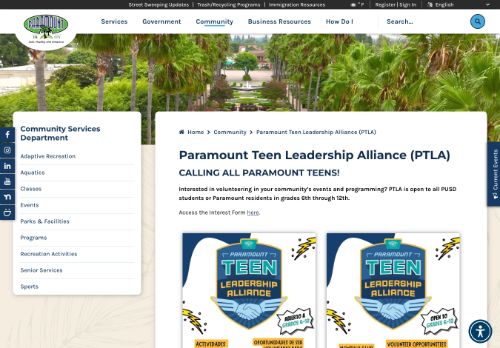 Street Sweeping Updates | Trash/Recycling Programs | Immigration Resources
° F | Register | Sign In English
PARAMOUNT
Services Government Community Business Resources How Do I Search...
Community Services
Department
Adaptive Recreation
Aquatics
Classes
Events
Parks & Facilities
Programs
Recreation Activities
Senior Services
Sports
Home > Community > Paramount Teen Leadership Alliance (PTLA)
Paramount Teen Leadership Alliance (PTLA)
CALLING ALL PARAMOUNT TEENS!
Interested in volunteering in your community's events and programming? PTLA is open to all PUSD
students or Paramount residents in grades 6th through 12th.
Access the Interest Form here.
Current Events
PARAMOUNT
TEEN
LEADERSHIP
ALLIANCE
ABIERTO A
GRADES 6-12
ACTIVIDADES
OPORTUNIDADES DE SER
PARAMOUNT
TEEN
LEADERSHIP
ALLIANCE
OPEN TO
GRADES 6-12
VOLUNTEER OPPORTUNITIES